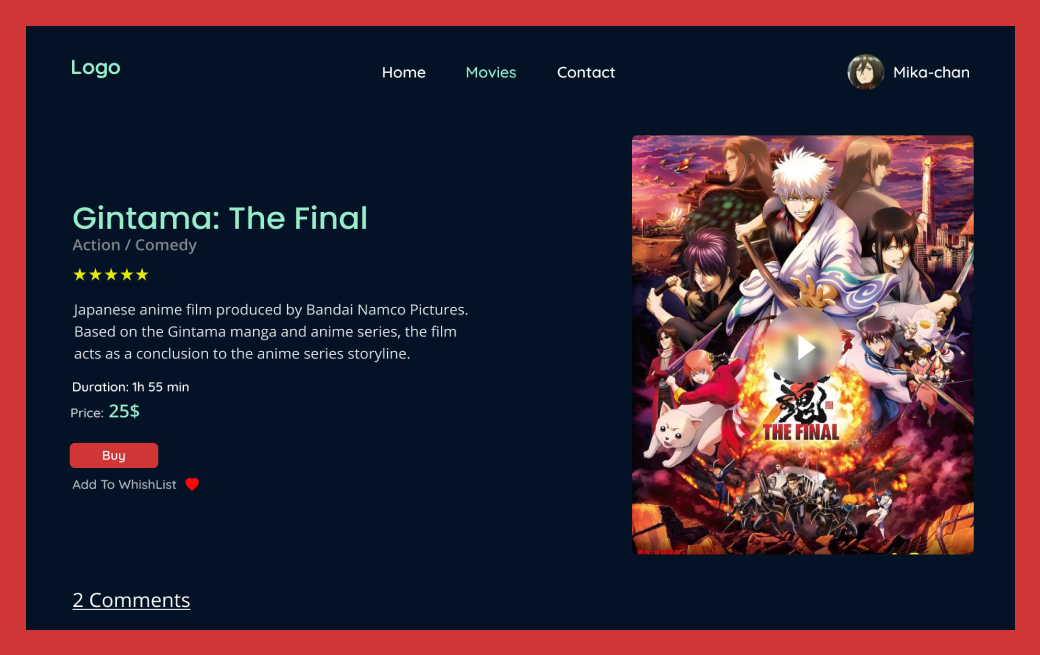 Logo
Home Movies Contact
Mika-chan
Gintama: The Final
Action / Comedy
★★★★★
Japanese anime film produced by Bandai Namco Pictures.
Based on the Gintama manga and anime series, the film
acts as a conclusion to the anime series storyline.
Duration: 1h 55 min
Price: 25$
Buy
Add To WhishList
魂
THE FINAL
2 Comments